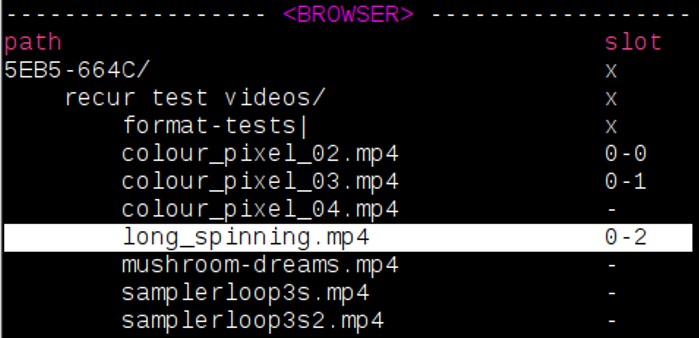 ------------------ <BROWSER> ------------------
path slot
5EB5-664C/ x
recur test videos/ x
format-tests| x
colour_pixel_02.mp4 0-0
colour_pixel_03.mp4 0-1
colour_pixel_04.mp4 -
long_spinning.mp4 0-2
mushroom-dreams.mp4 -
samplerloop3s.mp4 -
samplerloop3s2.mp4 -